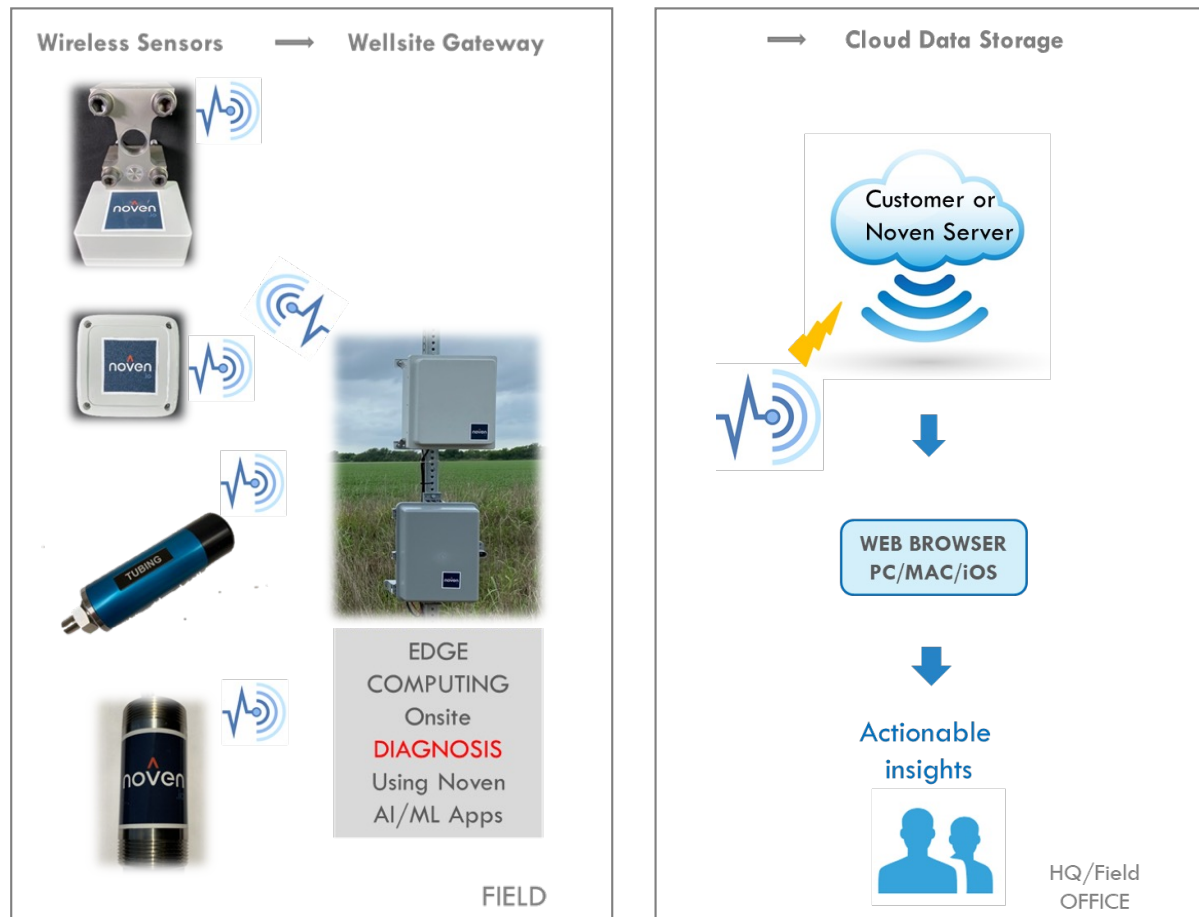 Wireless Sensors
Wellsite Gateway
noven
noven
TUBING
noven
EDGE
COMPUTING
Onsite
DIAGNOSIS
Using Noven
AI/ML Apps
FIELD
Cloud Data Storage
Customer or
Noven Server
WEB BROWSER
PC/MAC/iOS
Actionable
insights
HQ/Field
OFFICE